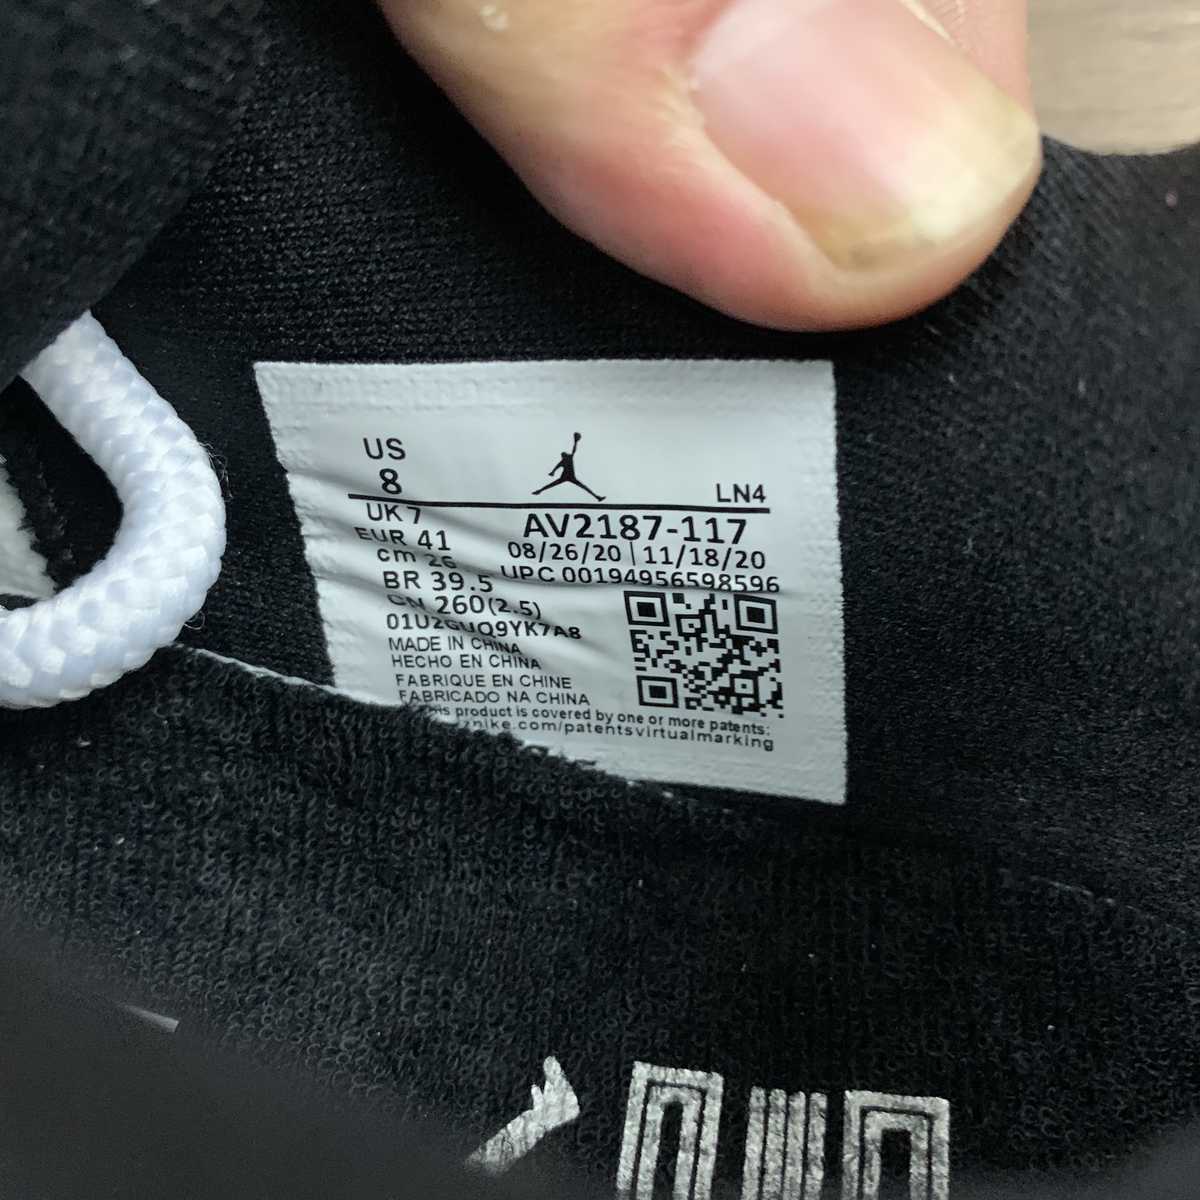 US
8
LN4
UK 7
AV2187-117
EUR 41
08/26/20 | 11/18/20
cm 26
UPC 00194956598596
BR 39.5
CN 260(2.5)
01U2GUQ9YK7A8
MADE IN CHINA
HECHO EN CHINA
FABRIQUE EN CHINE
FABRICADO NA CHINA
product is covered by one or more patents:
nike.com/patentsvirtualmarking